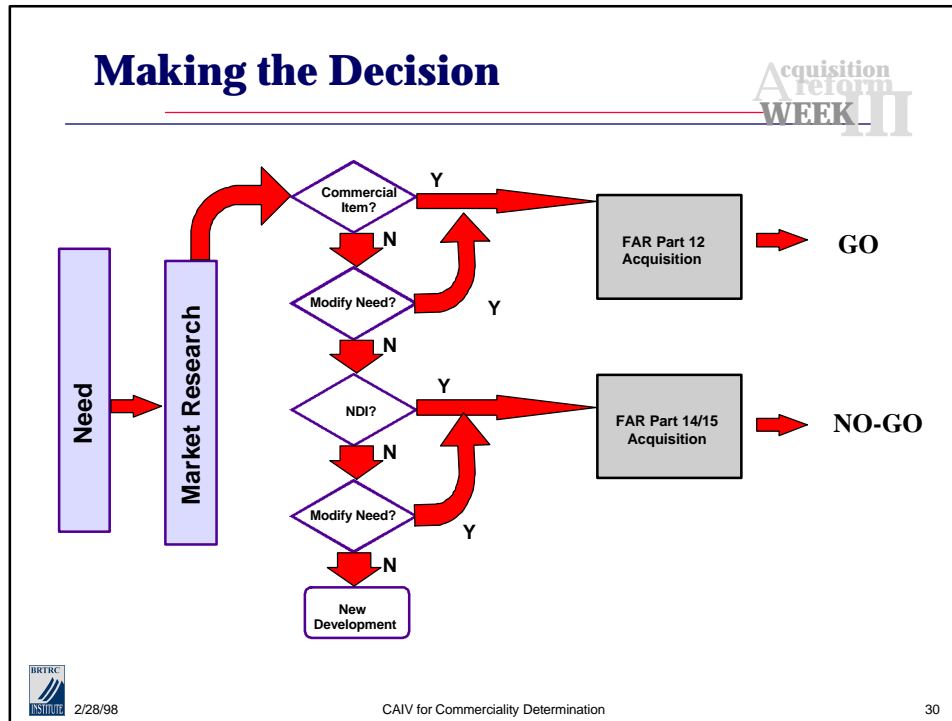 Making the Decision
Acquisition
reform
WEEK III
Need
Market Research
Commercial
Item?
Y
N
Modify Need?
Y
N
NDI?
Y
N
Modify Need?
Y
N
New
Development
FAR Part 12
Acquisition
GO
FAR Part 14/15
Acquisition
NO-GO
BRTRC
INSTITUTE
2/28/98
CAIV for Commerciality Determination
30